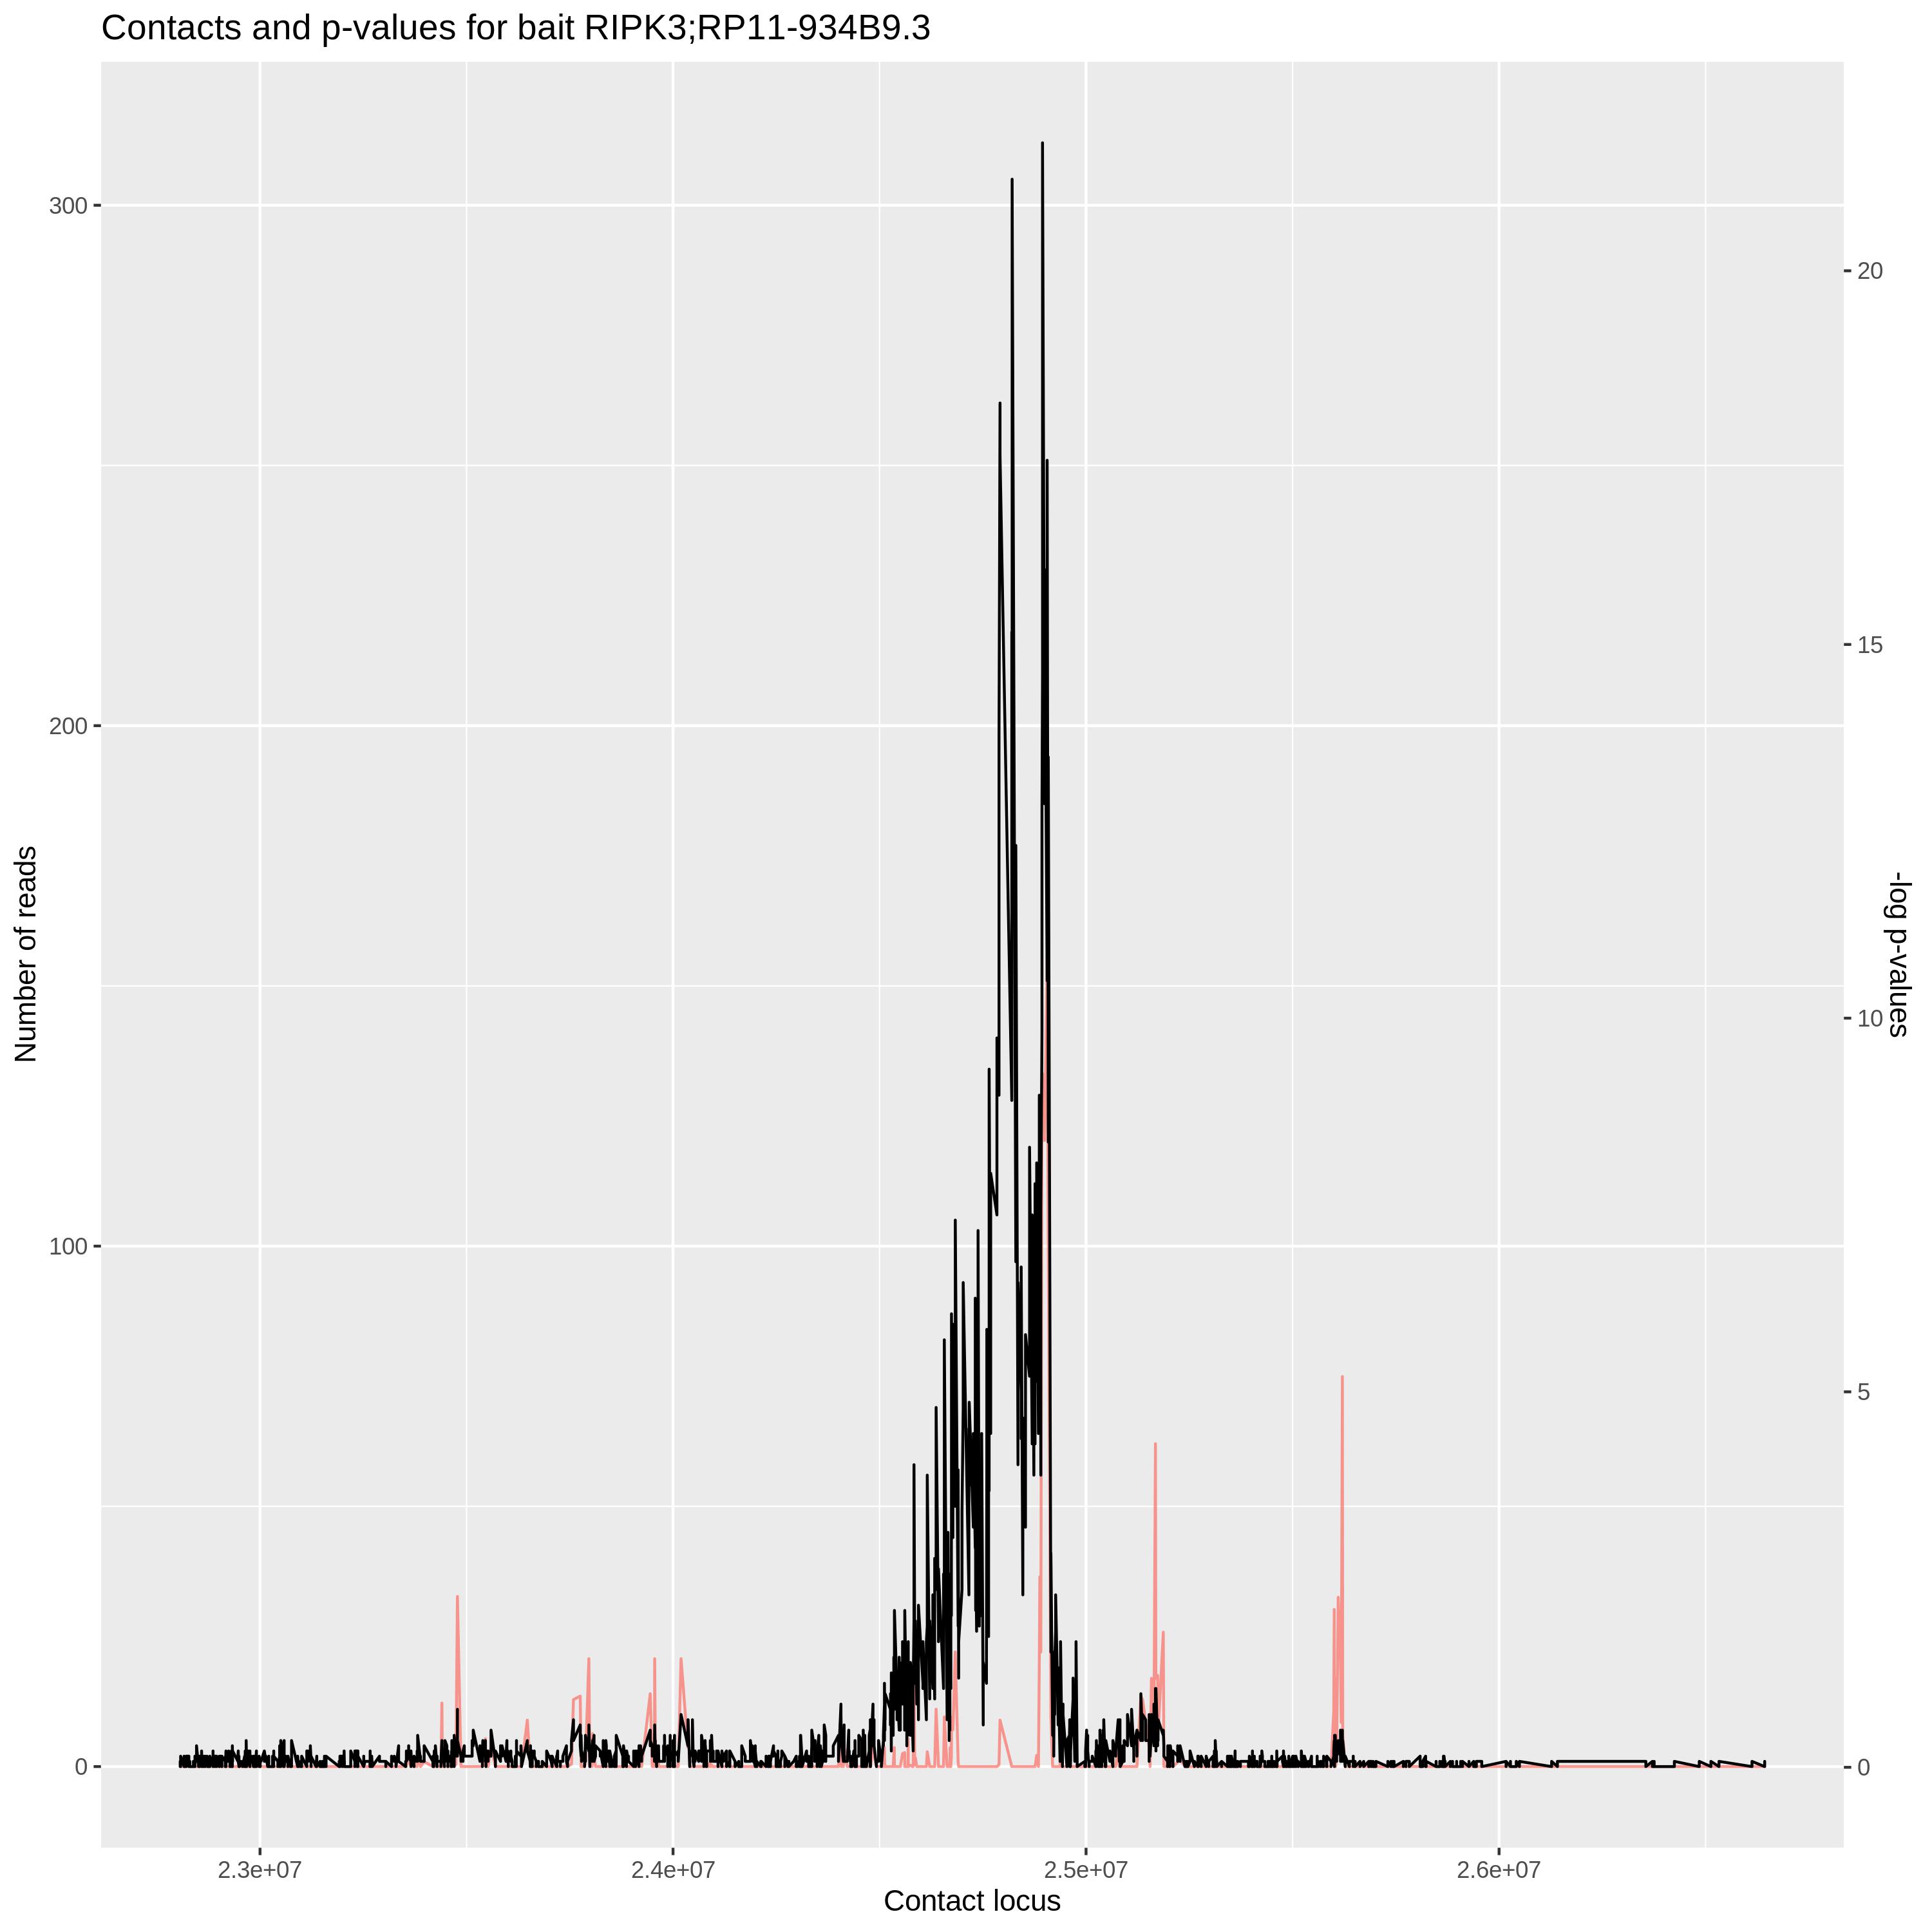 Contacts and p-values for bait RIPK3;RP11-934B9.3
300
200
100
0
Number of reads
20
15
10
5
0
-log p-values
2.3e+07
2.4e+07
2.5e+07
2.6e+07
Contact locus